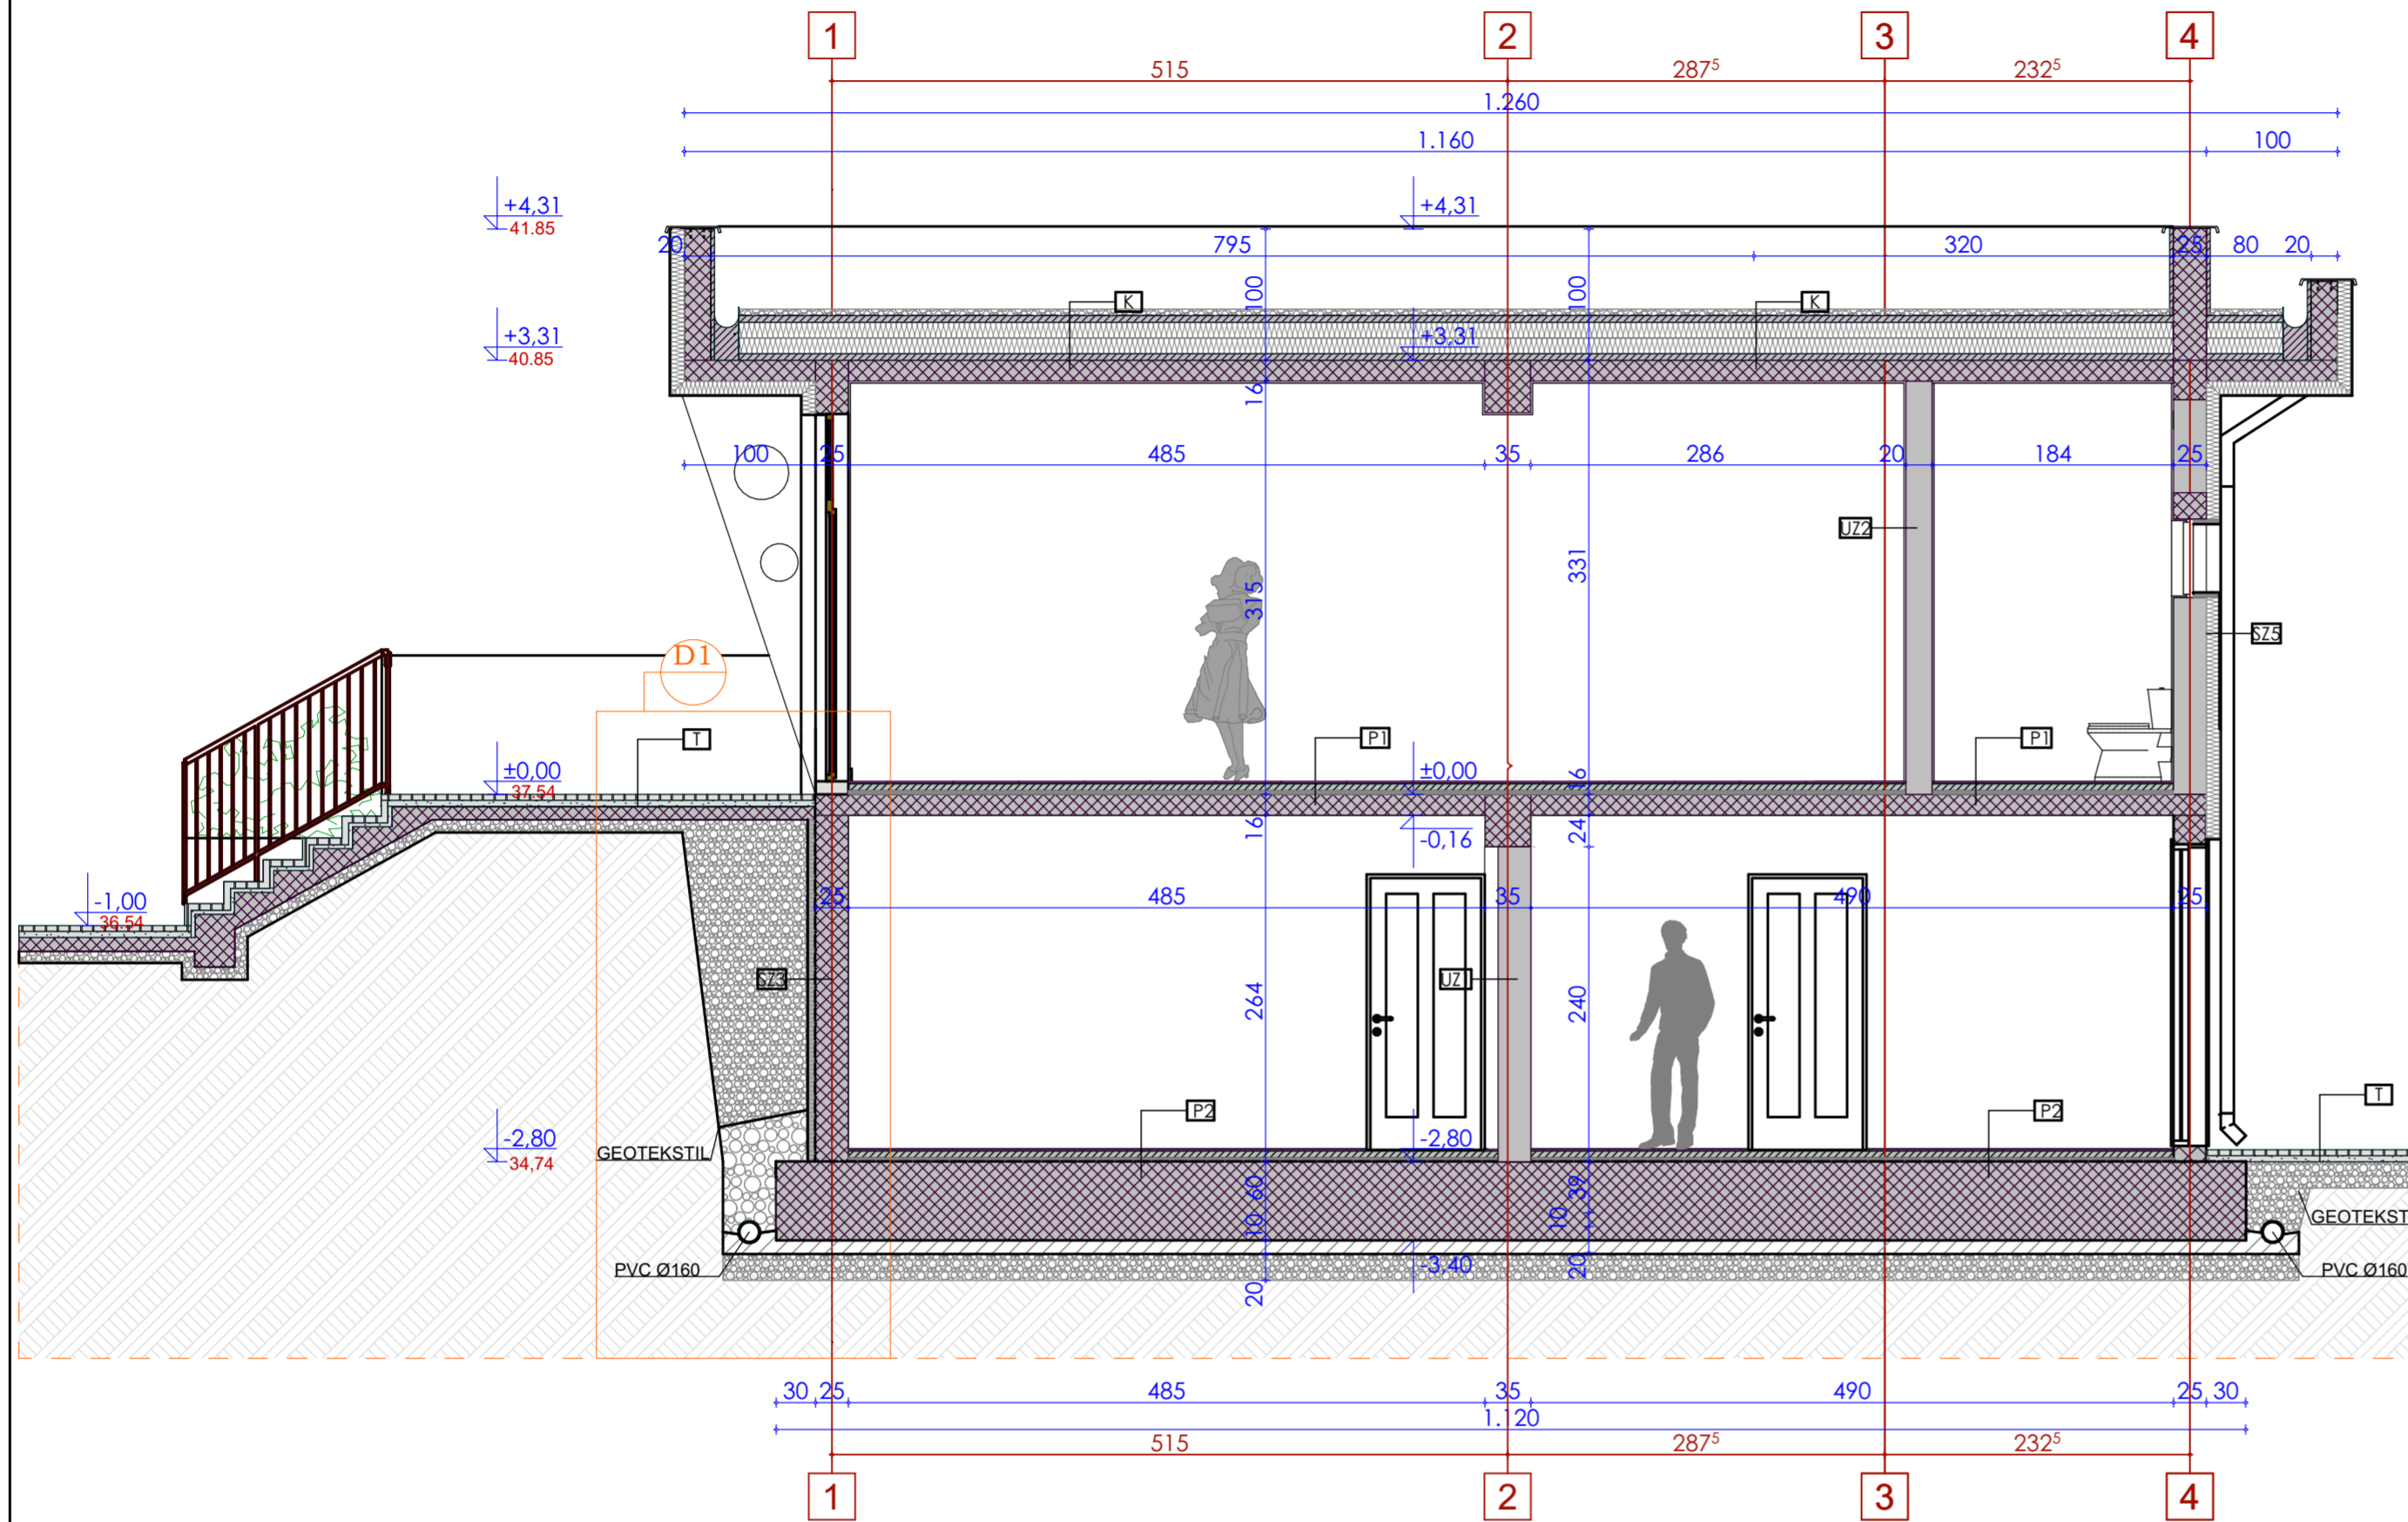 1 2 3 4
515 287⁵ 232⁵
1.260
1.160 100
+4,31
41.85
+4,31
20 795 320 25 80 20
100 100
K K
+3,31
40.85
+3,31
16
100 25 485 35 286 20 184 25
UZ2
331
315
SZ5
D1
T
P1 P1
±0,00
37.54
±0,00
16
16
-0,16
24
-1,00
36.54
25 485 35 490 25
SZ3
UZ1
264
240
P2 P2
T
-2,80
34,74
-2,80
GEOTEKSTIL
60
39
10
10
GEOTEKST
PVC Ø160
-3,40
20
20
PVC Ø160
30 25 485 35 490 25 30
1.120
515 287⁵ 232⁵
1 2 3 4